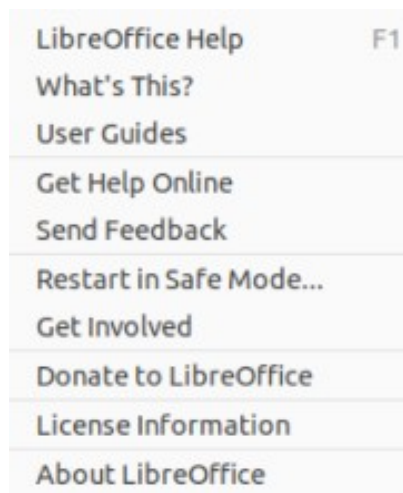 LibreOffice Help F1
What's This?
User Guides
Get Help Online
Send Feedback
Restart in Safe Mode...
Get Involved
Donate to LibreOffice
License Information
About LibreOffice